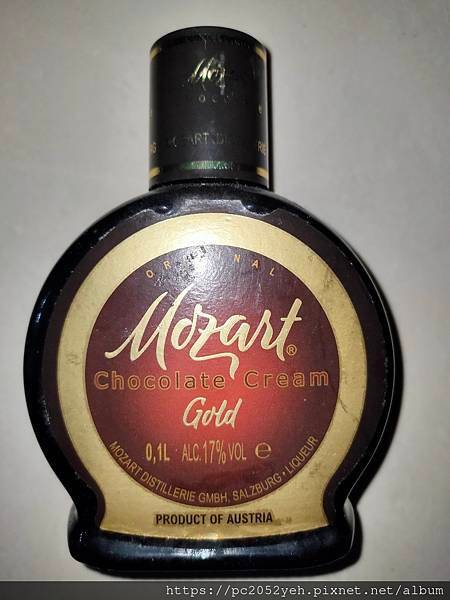 Mozart
ORIGINAL
Mozart®
Chocolate Cream
Gold
0,1L · ALC.17%VOL ℮
MOZART DISTILLERIE GMBH, SALZBURG · LIQUEUR
PRODUCT OF AUSTRIA
https://pc2052yeh.pixnet.net/album